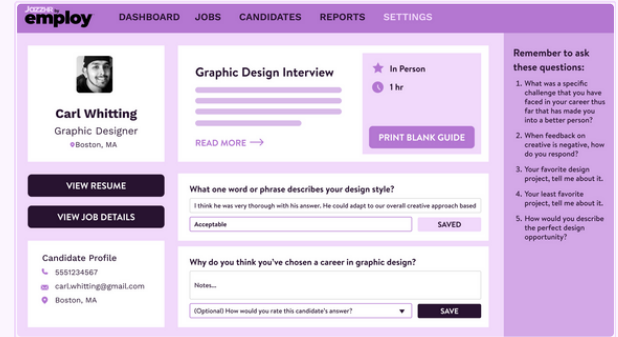 JazzHR by
employ
DASHBOARD JOBS CANDIDATES REPORTS SETTINGS
Carl Whitting
Graphic Designer
Boston, MA
VIEW RESUME
VIEW JOB DETAILS
Candidate Profile
5551234567
carl.whitting@gmail.com
Boston, MA
Graphic Design Interview
READ MORE
In Person
1 hr
PRINT BLANK GUIDE
What one word or phrase describes your design style?
I think he was very thorough with his answer. He could adapt to our overall creative approach based
Acceptable
SAVED
Why do you think you've chosen a career in graphic design?
Notes...
(Optional) How would you rate this candidate's answer?
SAVE
Remember to ask
these questions:
1. What was a specific
challenge that you have
faced in your career thus
far that has made you
into a better person?
2. When feedback on
creative is negative, how
do you respond?
3. Your favorite design
project, tell me about it.
4. Your least favorite
project, tell me about it.
5. How would you describe
the perfect design
opportunity?